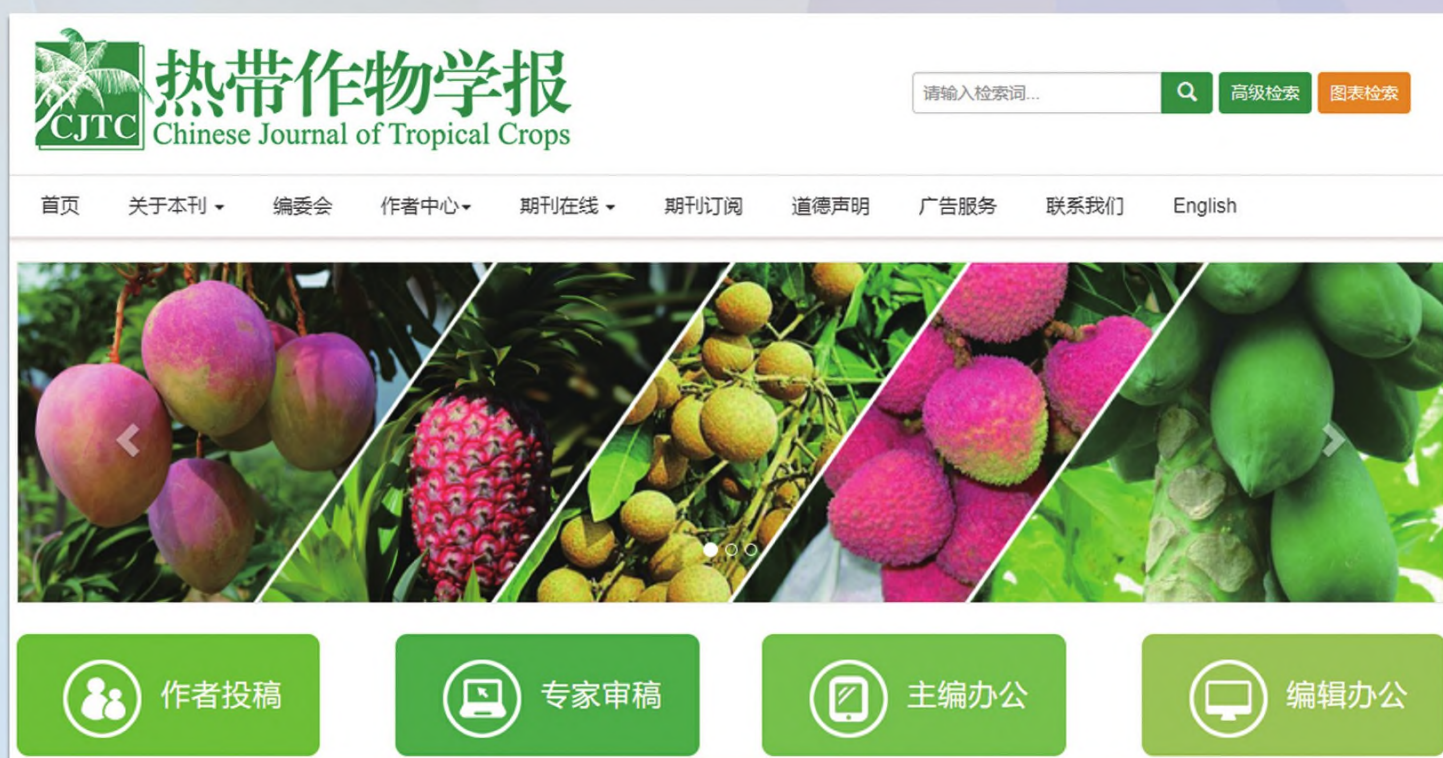 热带作物学报
CJTC
Chinese Journal of Tropical Crops
请输入检索词...
高级检索
图表检索
首页 关于本刊 编委会 作者中心 期刊在线 期刊订阅 道德声明 广告服务 联系我们 English
作者投稿
专家审稿
主编办公
编辑办公